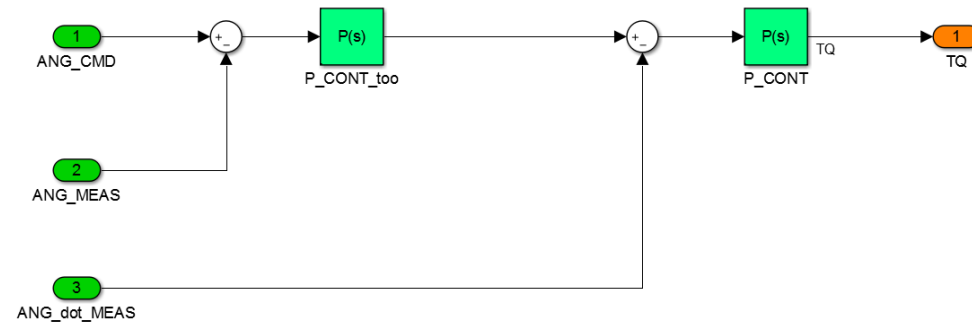 1
ANG_CMD
+
-
P(s)
P_CONT_too
+
-
P(s)
P_CONT
TQ
1
TQ
2
ANG_MEAS
3
ANG_dot_MEAS